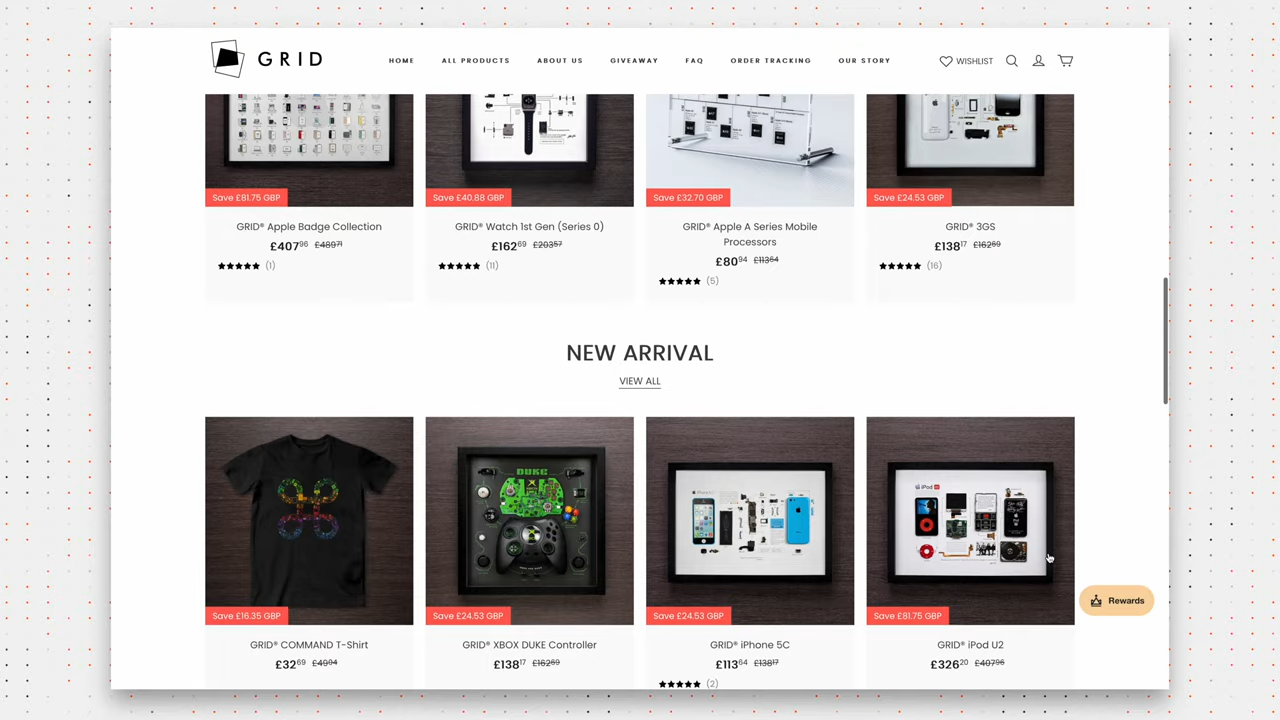 GRID
HOME
ALL PRODUCTS
ABOUT US
GIVEAWAY
FAQ
ORDER TRACKING
OUR STORY
WISHLIST
Save £81.75 GBP
Save £40.88 GBP
Save £32.70 GBP
Save £24.53 GBP
GRID® Apple Badge Collection
£407.96 £489.71
(1)
GRID® Watch 1st Gen (Series 0)
£162.69 £203.57
(11)
GRID® Apple A Series Mobile
Processors
£80.94 £113.64
(5)
GRID® 3GS
£138.17 £162.69
(16)
NEW ARRIVAL
VIEW ALL
DUKE
iPhone 5C
iPod
Save £16.35 GBP
Save £24.53 GBP
Save £24.53 GBP
Save £81.75 GBP
Rewards
GRID® COMMAND T-Shirt
£32.69 £49.04
GRID® XBOX DUKE Controller
£138.17 £162.69
GRID® iPhone 5C
£113.64 £138.17
(2)
GRID® iPod U2
£326.20 £407.96